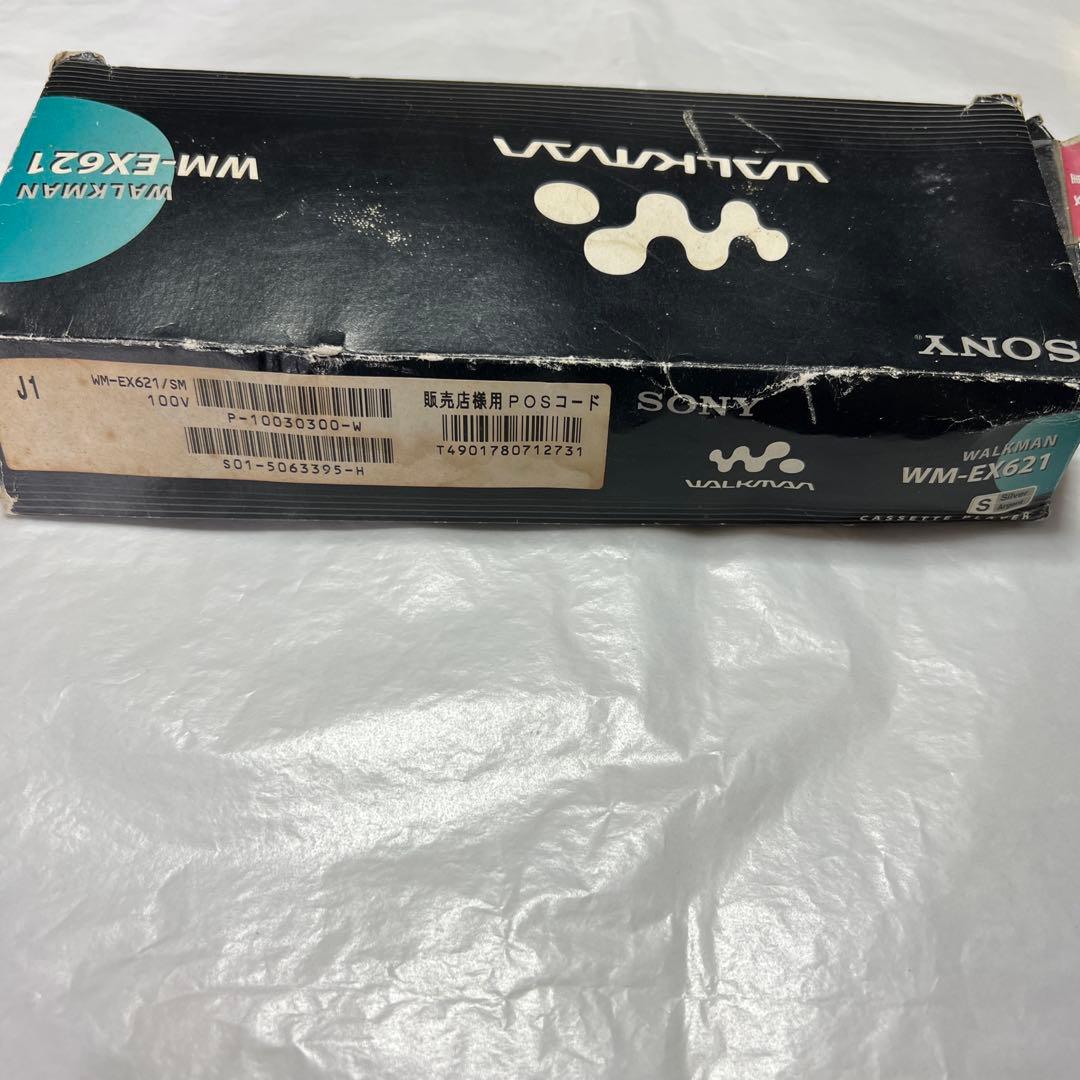 WALKMAN
WM-EX621
WALKMAN
SONY
J1
WM-EX621/SM
100V
P-10030300-W
S01-5063395-H
販売店様用POSコード
T4901780712731
SONY
WALKMAN
WALKMAN
WM-EX621
S Silver
Argent
CASSETTE PLAYER